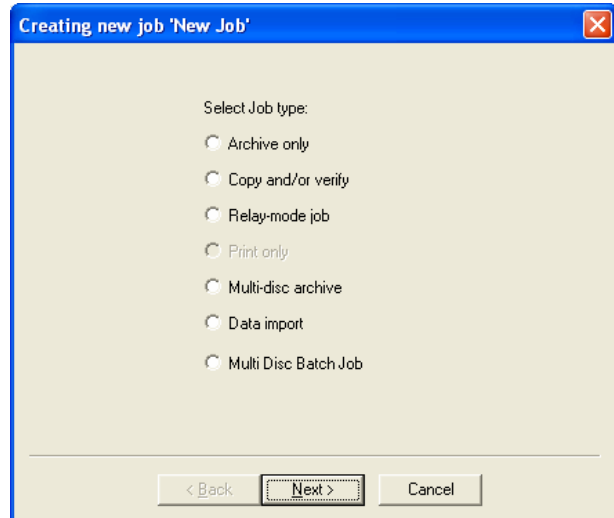 Creating new job 'New Job'
Select Job type:
Archive only
Copy and/or verify
Relay-mode job
Print only
Multi-disc archive
Data import
Multi Disc Batch Job
< Back Next > Cancel